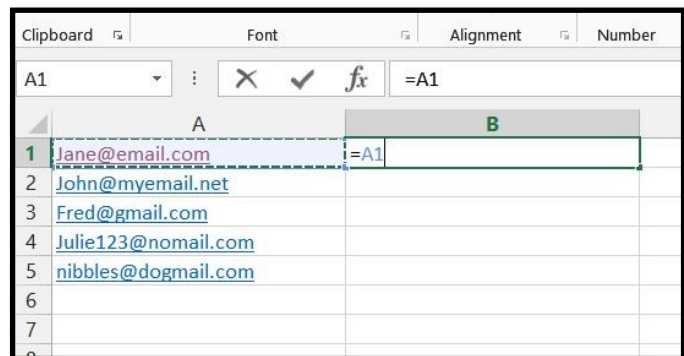 Clipboard Font Alignment Number
A1 fx =A1
A B
1 Jane@email.com =A1
2 John@myemail.net
3 Fred@gmail.com
4 Julie123@nomail.com
5 nibbles@dogmail.com
6
7